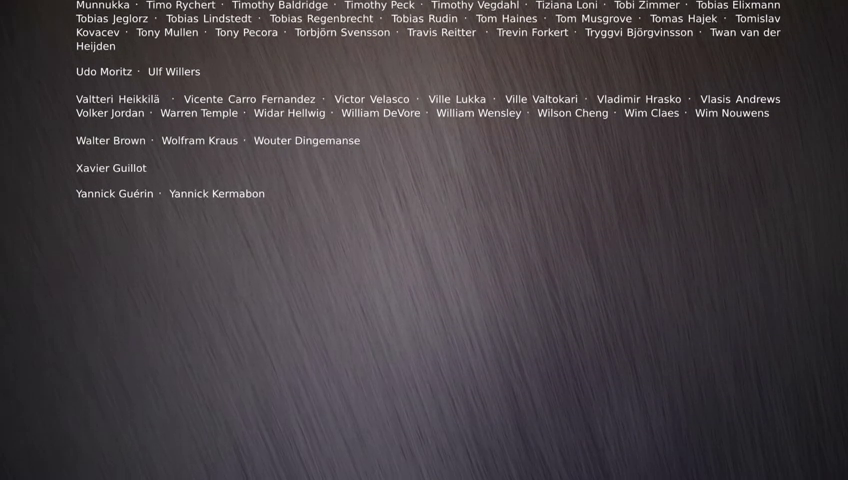 Munnukka · Timo Rychert · Timothy Baldridge · Timothy Peck · Timothy Vegdahl · Tiziana Loni · Tobi Zimmer · Tobias Elixmann
Tobias Jeglorz · Tobias Lindstedt · Tobias Regenbrecht · Tobias Rudin · Tom Haines · Tom Musgrove · Tomas Hajek · Tomislav
Kovacev · Tony Mullen · Tony Pecora · Torbjörn Svensson · Travis Reitter · Trevin Forkert · Tryggvi Björgvinsson · Twan van der
Heijden
Udo Moritz · Ulf Willers
Valtteri Heikkilä · Vicente Carro Fernandez · Victor Velasco · Ville Lukka · Ville Valtokari · Vladimir Hrasko · Vlasis Andrews
Volker Jordan · Warren Temple · Widar Hellwig · William DeVore · William Wensley · Wilson Cheng · Wim Claes · Wim Nouwens
Walter Brown · Wolfram Kraus · Wouter Dingemanse
Xavier Guillot
Yannick Guérin · Yannick Kermabon